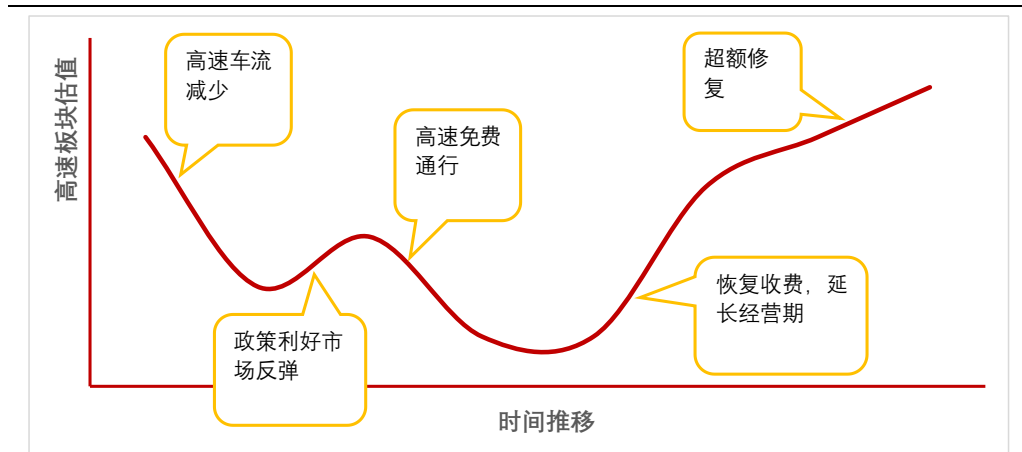 高速板块估值
高速车流
减少
政策利好市
场反弹
高速免费
通行
恢复收费，延
长经营期
超额修
复
时间推移